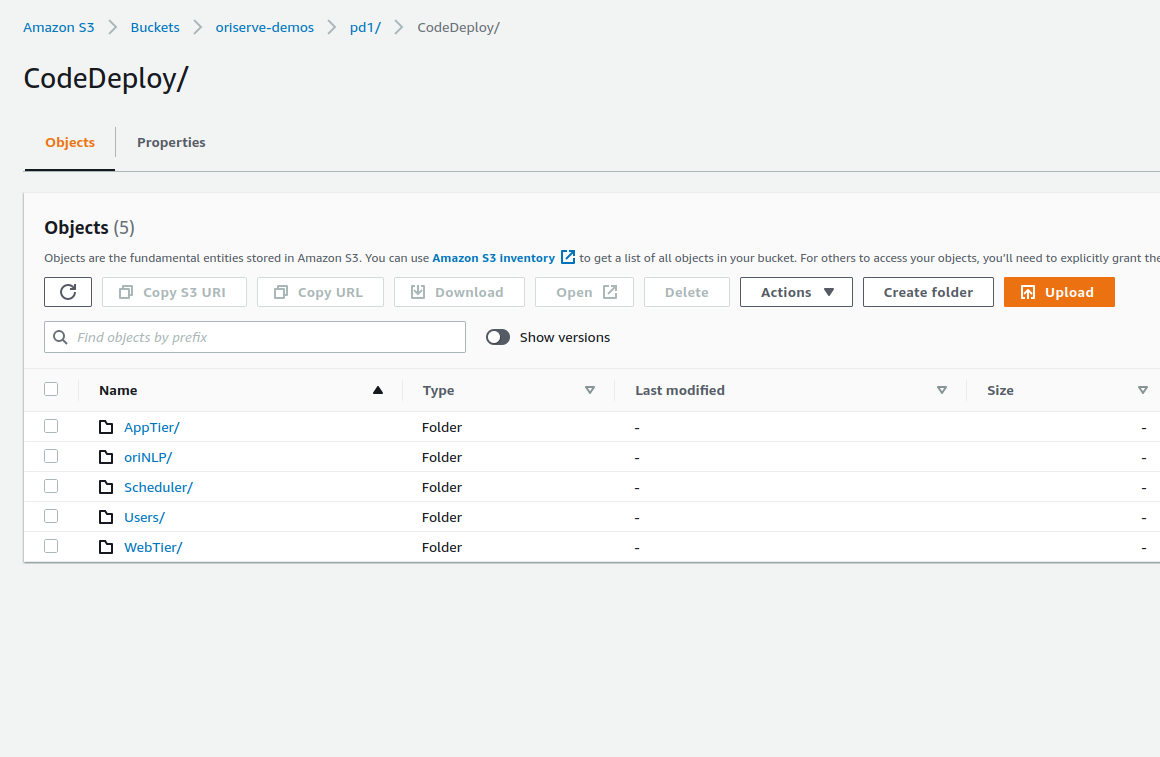 Amazon S3 Buckets oriserve-demos pd1/ CodeDeploy/
CodeDeploy/
Objects Properties
Objects (5)
Objects are the fundamental entities stored in Amazon S3. You can use Amazon S3 inventory to get a list of all objects in your bucket. For others to access your objects, you'll need to explicitly grant the
Copy S3 URI Copy URL Download Open Delete Actions Create folder Upload
Find objects by prefix Show versions
Name Type Last modified Size
AppTier/ Folder - -
oriNLP/ Folder - -
Scheduler/ Folder - -
Users/ Folder - -
WebTier/ Folder - -